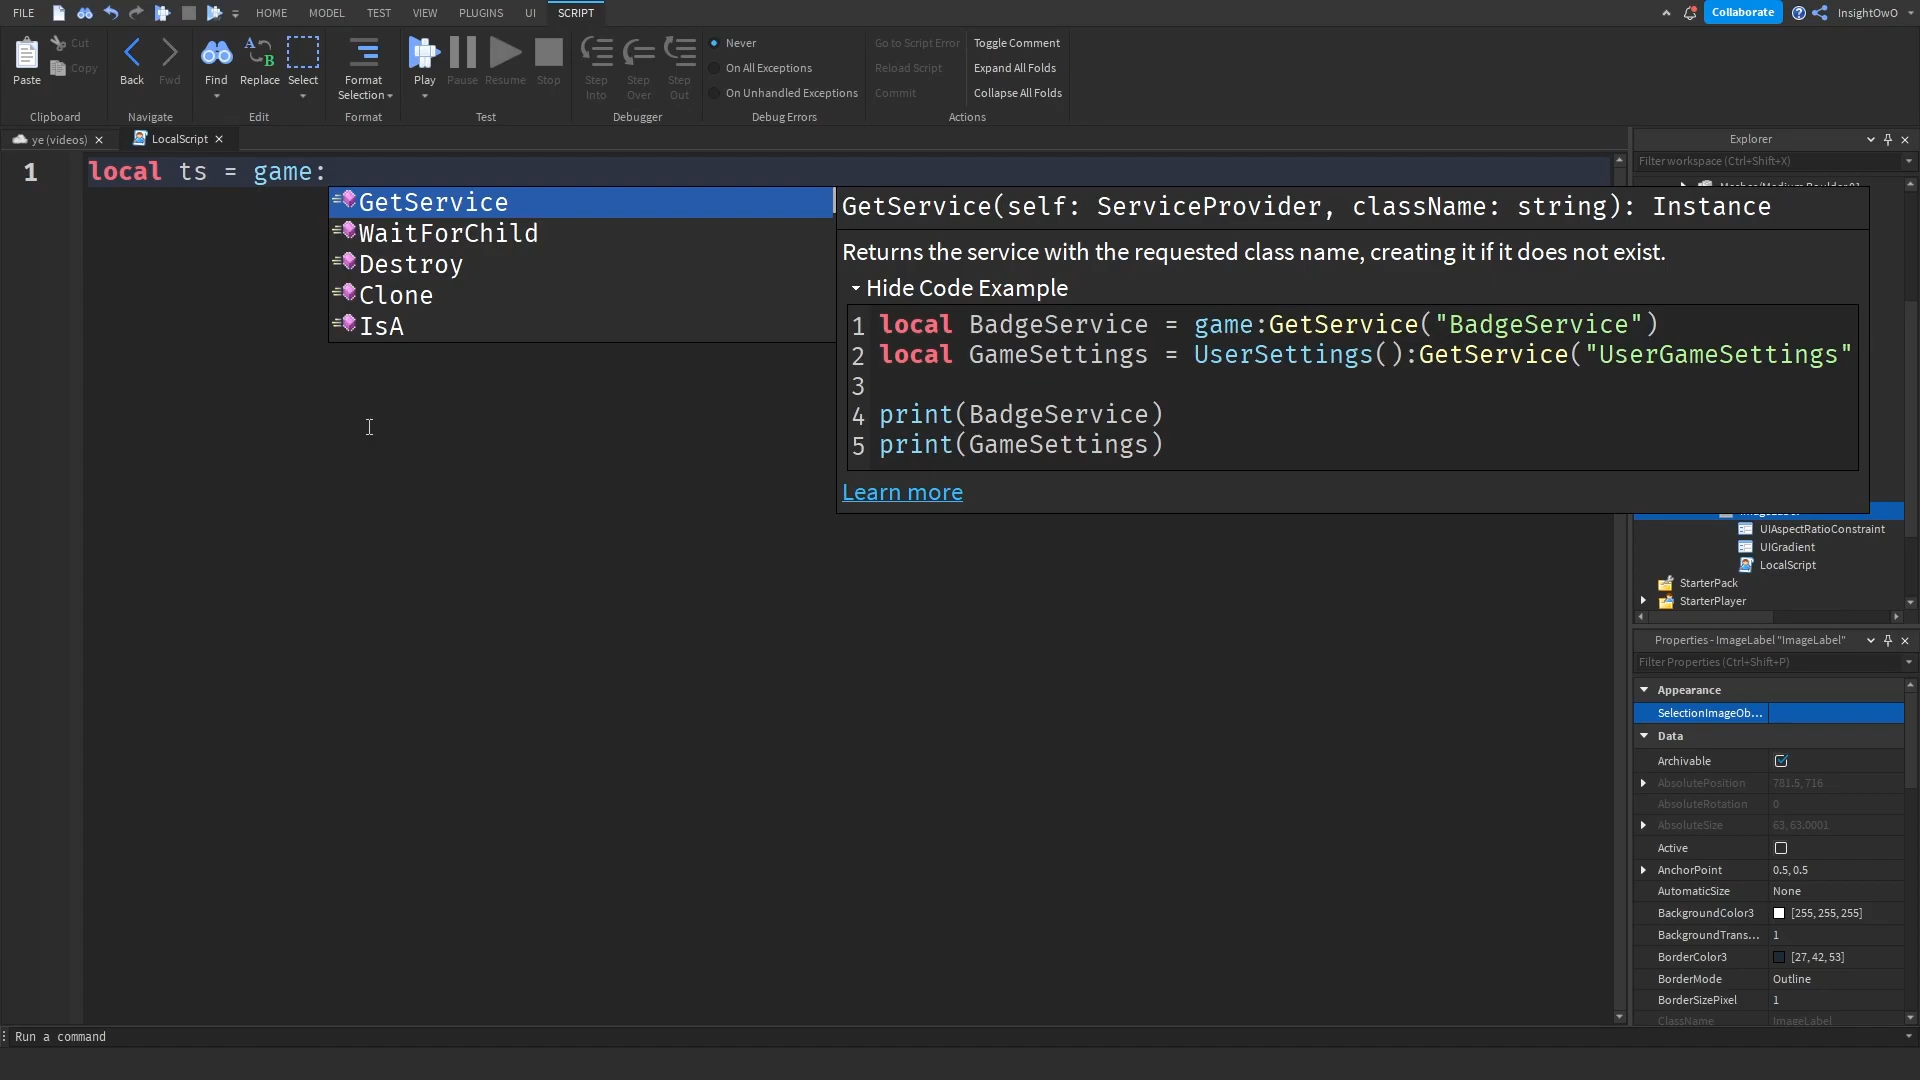 FILE HOME MODEL TEST VIEW PLUGINS UI SCRIPT Collaborate InsightOwO
Paste Cut Copy
Clipboard
Back Fwd
Navigate
Find Replace Select
Edit
Format Selection
Format
Play Pause Resume Stop
Test
Step Into Step Over Step Out
Debugger
Never
On All Exceptions
On Unhandled Exceptions
Debug Errors
Go to Script Error Toggle Comment
Reload Script Expand All Folds
Commit Collapse All Folds
Actions
ye (videos) LocalScript
1 local ts = game:
GetService
WaitForChild
Destroy
Clone
IsA
GetService(self: ServiceProvider, className: string): Instance
Returns the service with the requested class name, creating it if it does not exist.
Hide Code Example
1 local BadgeService = game:GetService("BadgeService")
2 local GameSettings = UserSettings():GetService("UserGameSettings"
3
4 print(BadgeService)
5 print(GameSettings)
Learn more
Explorer
Filter workspace (Ctrl+Shift+X)
UIAspectRatioConstraint
UIGradient
LocalScript
StarterPack
StarterPlayer
Properties - ImageLabel "ImageLabel"
Filter Properties (Ctrl+Shift+P)
Appearance
SelectionImageOb...
Data
Archivable
AbsolutePosition 781.5, 716
AbsoluteRotation 0
AbsoluteSize 63, 63.0001
Active
AnchorPoint 0.5, 0.5
AutomaticSize None
BackgroundColor3 [255, 255, 255]
BackgroundTrans... 1
BorderColor3 [27, 42, 53]
BorderMode Outline
BorderSizePixel 1
ClassName ImageLabel
Run a command